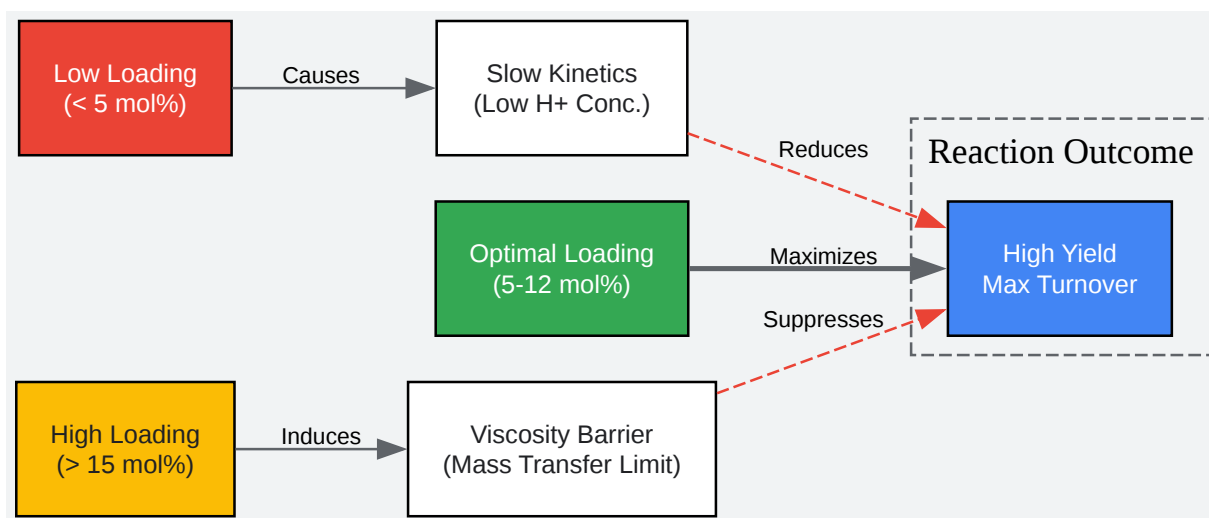 Low Loading
(< 5 mol%)
Causes
Slow Kinetics
(Low H+ Conc.)
Reduces
Reaction Outcome
Optimal Loading
(5-12 mol%)
Maximizes
High Yield
Max Turnover
Suppresses
High Loading
(> 15 mol%)
Induces
Viscosity Barrier
(Mass Transfer Limit)